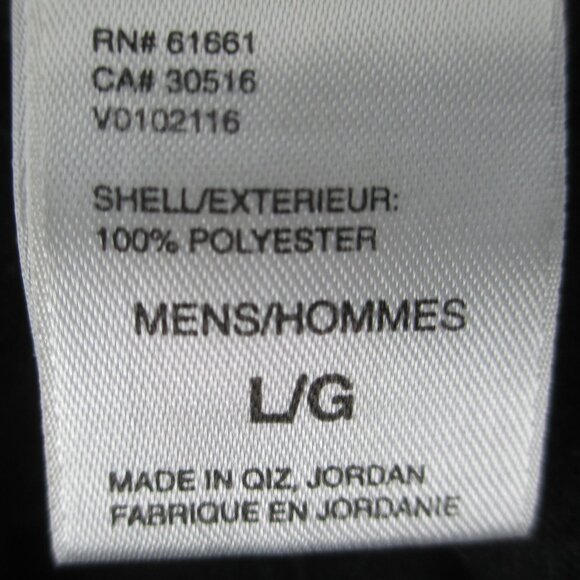 RN# 61661
CA# 30516
V0102116
SHELL/EXTERIEUR:
100% POLYESTER
MENS/HOMMES
L/G
MADE IN QIZ, JORDAN
FABRIQUE EN JORDANIE